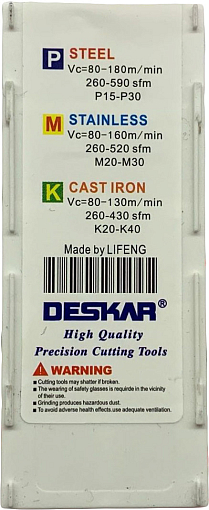 P STEEL
Vc=80-180m/min
260-590 sfm
P15-P30
M STAINLESS
Vc=80-160m/min
260-520 sfm
M20-M30
K CAST IRON
Vc=80-130m/min
260-430 sfm
K20-K40
Made by LIFENG
DESKAR®
High Quality
Precision Cutting Tools
WARNING
■ Cutting tools may shatter if broken.
■ The wearing of safety glasses is requirde in the vicinity
of their use.
■ Grinding produces hazardous dust.
■ To avoid adverse health effects.use adequate ventilation.